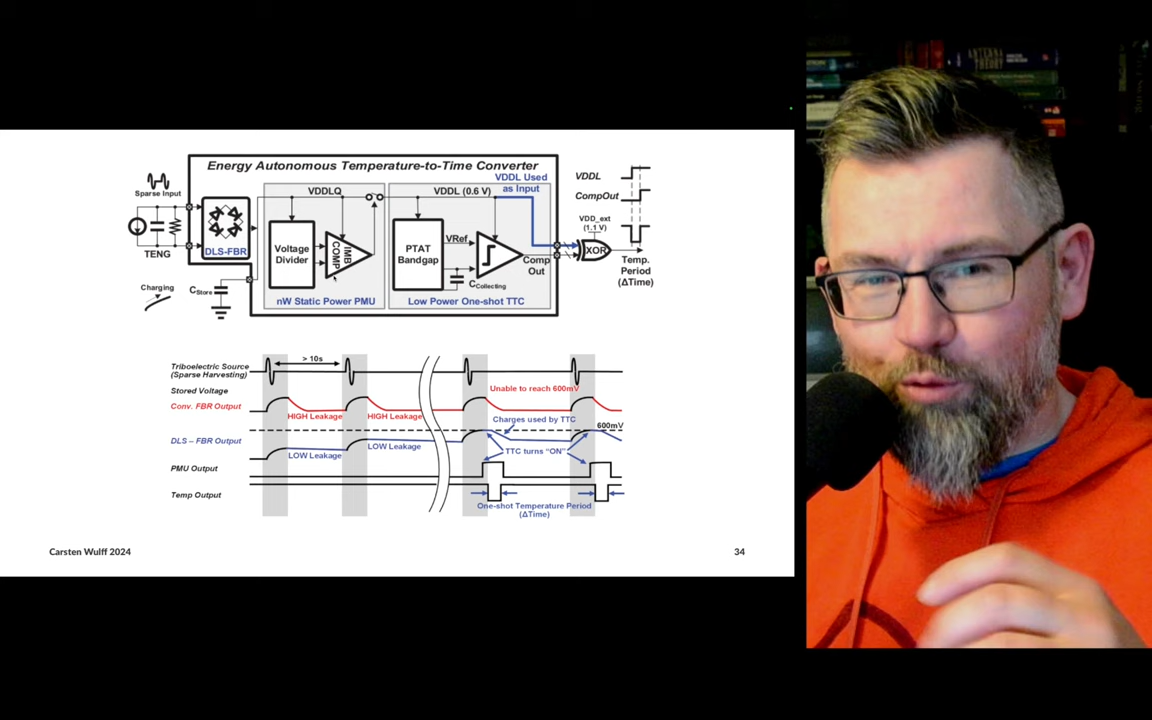 ANTENNA
THEORY
Energy Autonomous Temperature-to-Time Converter
Sparse Input
TENG
DLS-FBR
Charging
CStore
VDDLQ
Voltage
Divider
IMB
COMP
nW Static Power PMU
VDDL (0.6 V)
VDDL Used
as Input
PTAT
Bandgap
VRef
CCollecting
Comp
Out
Low Power One-shot TTC
VDDL
CompOut
VDD_ext
(1.1 V)
XOR
Temp.
Period
(ΔTime)
Triboelectric Source
(Sparse Harvesting)
> 10s
Stored Voltage
Unable to reach 600mV
Conv. FBR Output
HIGH Leakage
HIGH Leakage
Charges used by TTC
600mV
DLS – FBR Output
LOW Leakage
LOW Leakage
TTC turns “ON”
PMU Output
Temp Output
One-shot Temperature Period
(ΔTime)
Carsten Wulff 2024
34